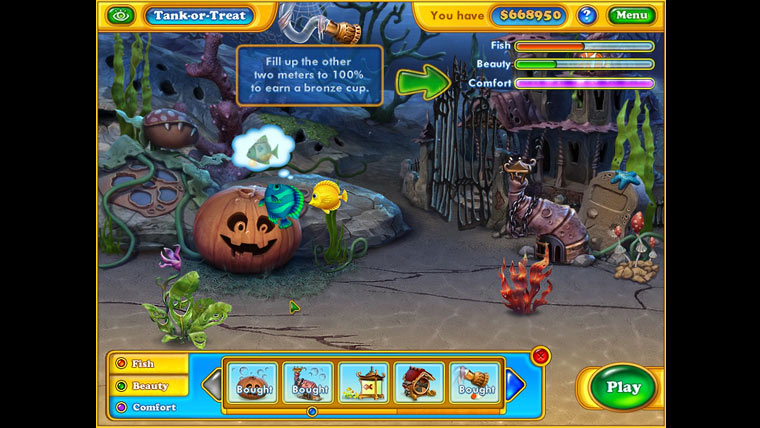 Tank-or-Treat
You have $668950 ? Menu
Fish
Beauty
Comfort
Fill up the other
two meters to 100%
to earn a bronze cup.
Fish
Beauty
Comfort
Bought
Bought
Bought
Play